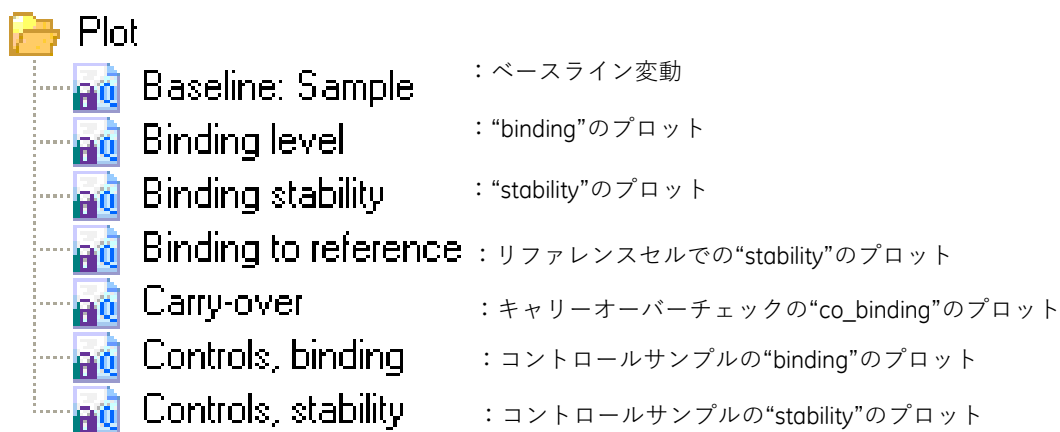 Plot
Baseline: Sample ：ベースライン変動
Binding level ：“binding”のプロット
Binding stability ：“stability”のプロット
Binding to reference ：リファレンスセルでの“stability”のプロット
Carry-over ：キャリーオーバーチェックの“co_binding”のプロット
Controls, binding ：コントロールサンプルの“binding”のプロット
Controls, stability ：コントロールサンプルの“stability”のプロット